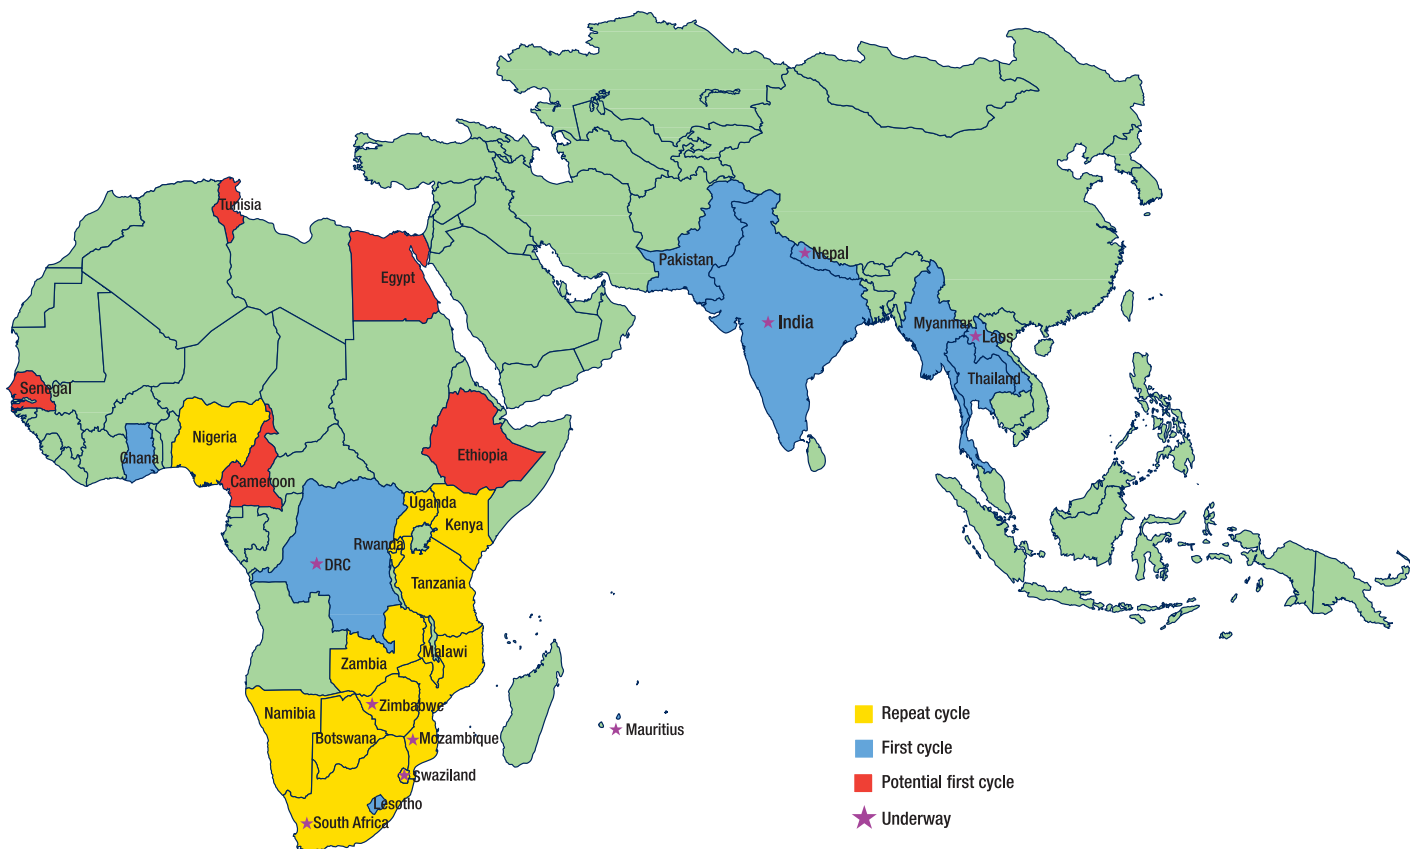 Tunisia
Egypt
Pakistan
Nepal
India
Myanmar
Laos
Thailand
Senegal
Nigeria
Ghana
Cameroon
Ethiopia
Uganda
Kenya
Rwanda
DRC
Tanzania
Malawi
Zambia
Zimbabwe
Namibia
Botswana
Mozambique
Mauritius
Swaziland
Lesotho
South Africa
Repeat cycle
First cycle
Potential first cycle
Underway